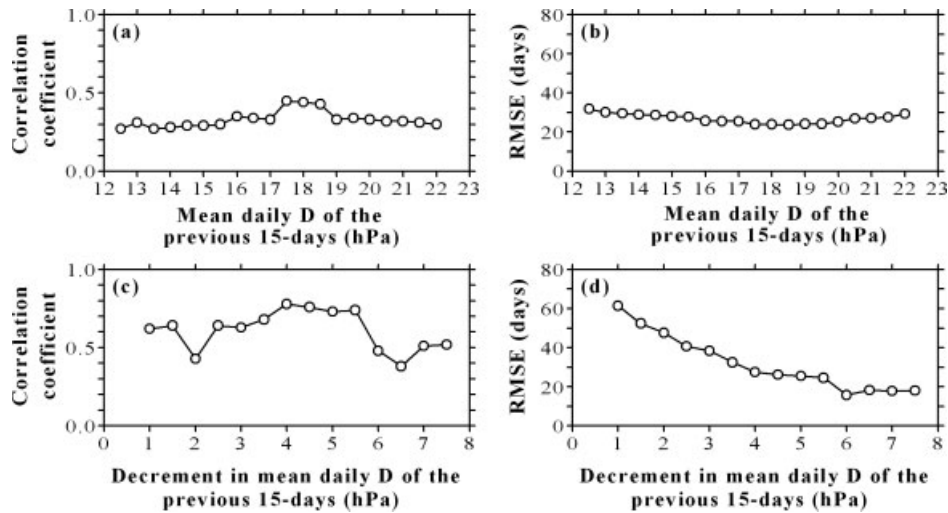 (a)
Correlation
coefficient
1.0
0.5
0.0
12 13 14 15 16 17 18 19 20 21 22 23
Mean daily D of the
previous 15-days (hPa)
(b)
RMSE (days)
80
60
40
20
0
12 13 14 15 16 17 18 19 20 21 22 23
Mean daily D of the
previous 15-days (hPa)
(c)
Correlation
coefficient
1.0
0.5
0.0
0 1 2 3 4 5 6 7 8
Decrement in mean daily D of the
previous 15-days (hPa)
(d)
RMSE (days)
80
60
40
20
0
0 1 2 3 4 5 6 7 8
Decrement in mean daily D of the
previous 15-days (hPa)